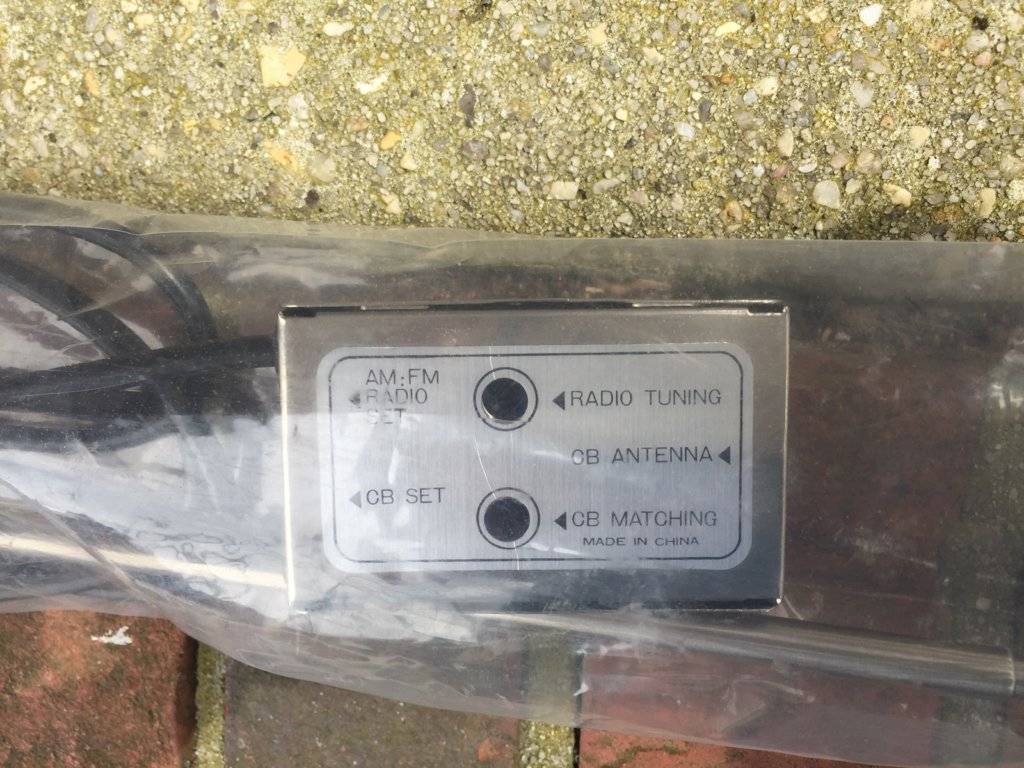 AM:FM
◀RADIO
SET
◀RADIO TUNING
CB ANTENNA◀
◀CB SET
◀CB MATCHING
MADE IN CHINA